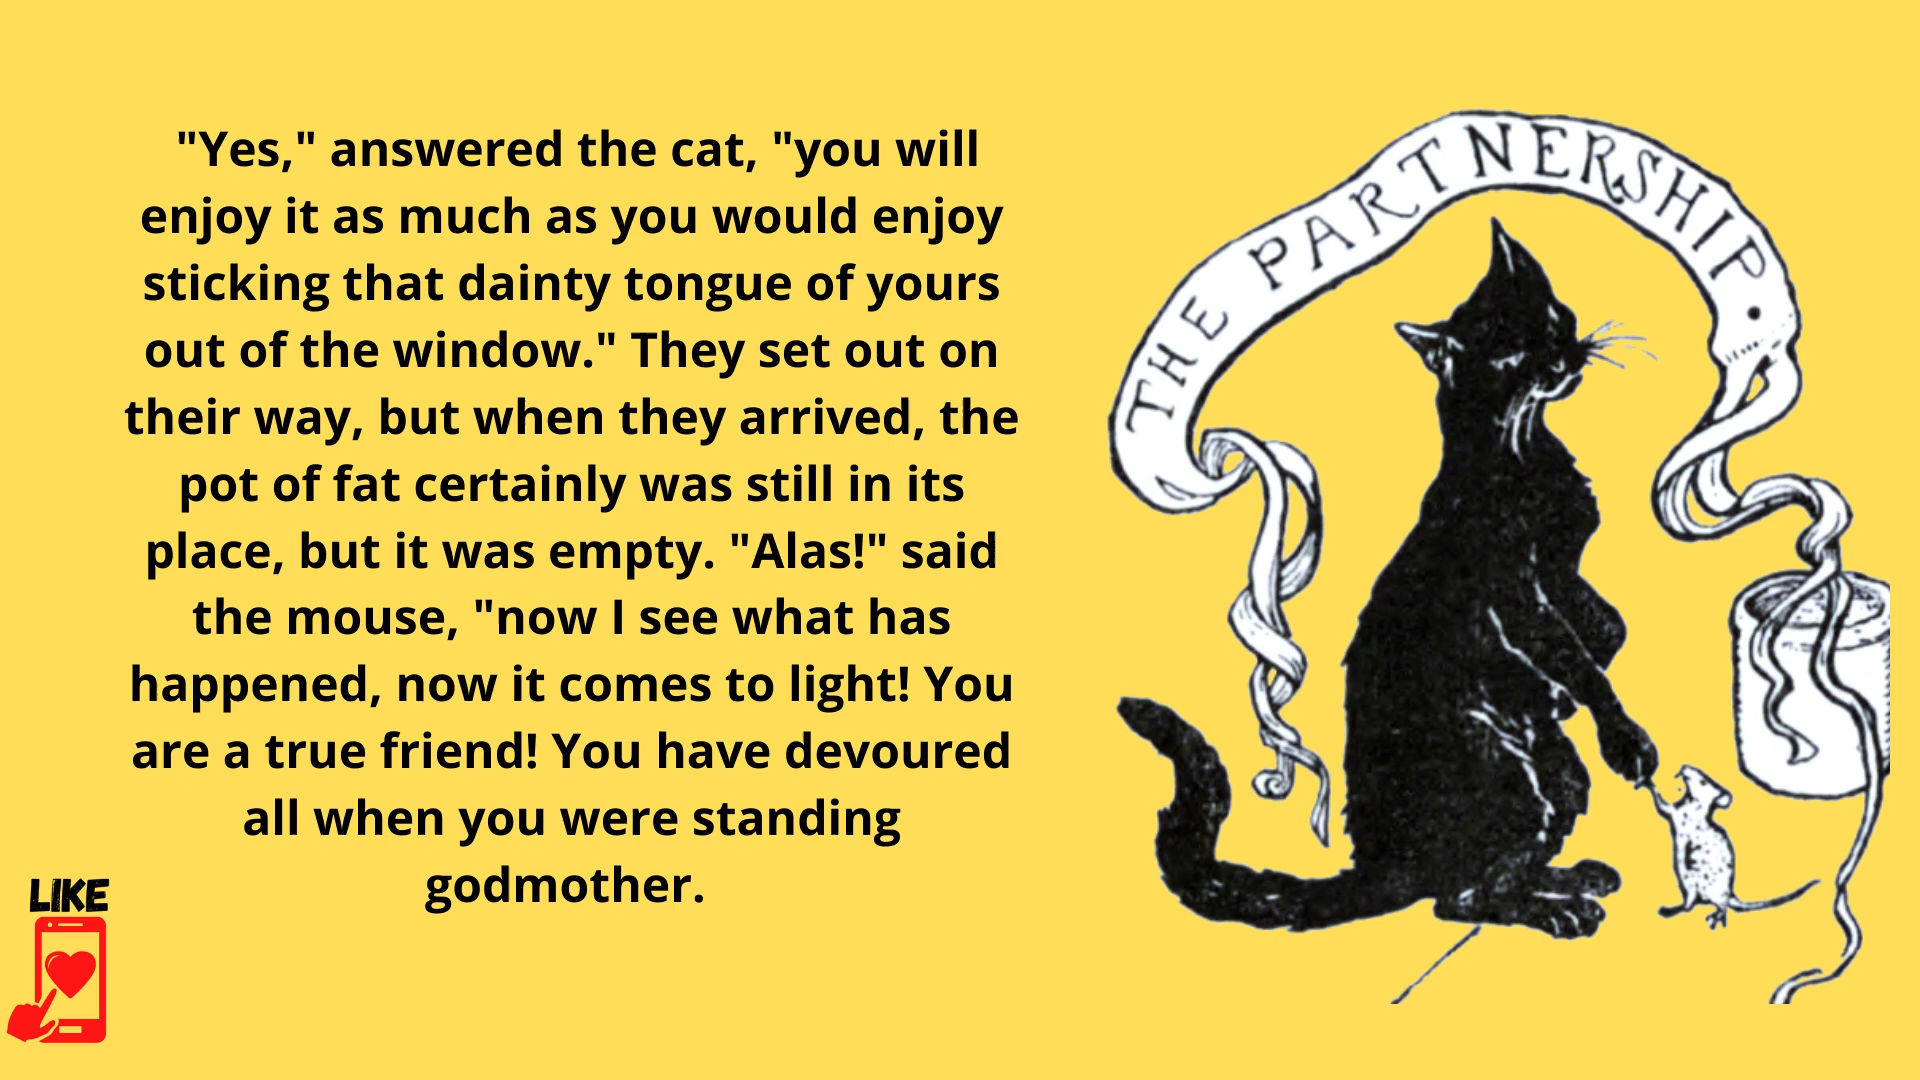 "Yes," answered the cat, "you will
enjoy it as much as you would enjoy
sticking that dainty tongue of yours
out of the window." They set out on
their way, but when they arrived, the
pot of fat certainly was still in its
place, but it was empty. "Alas!" said
the mouse, "now I see what has
happened, now it comes to light! You
are a true friend! You have devoured
all when you were standing
godmother.
THE PARTNERSHIP.
LIKE